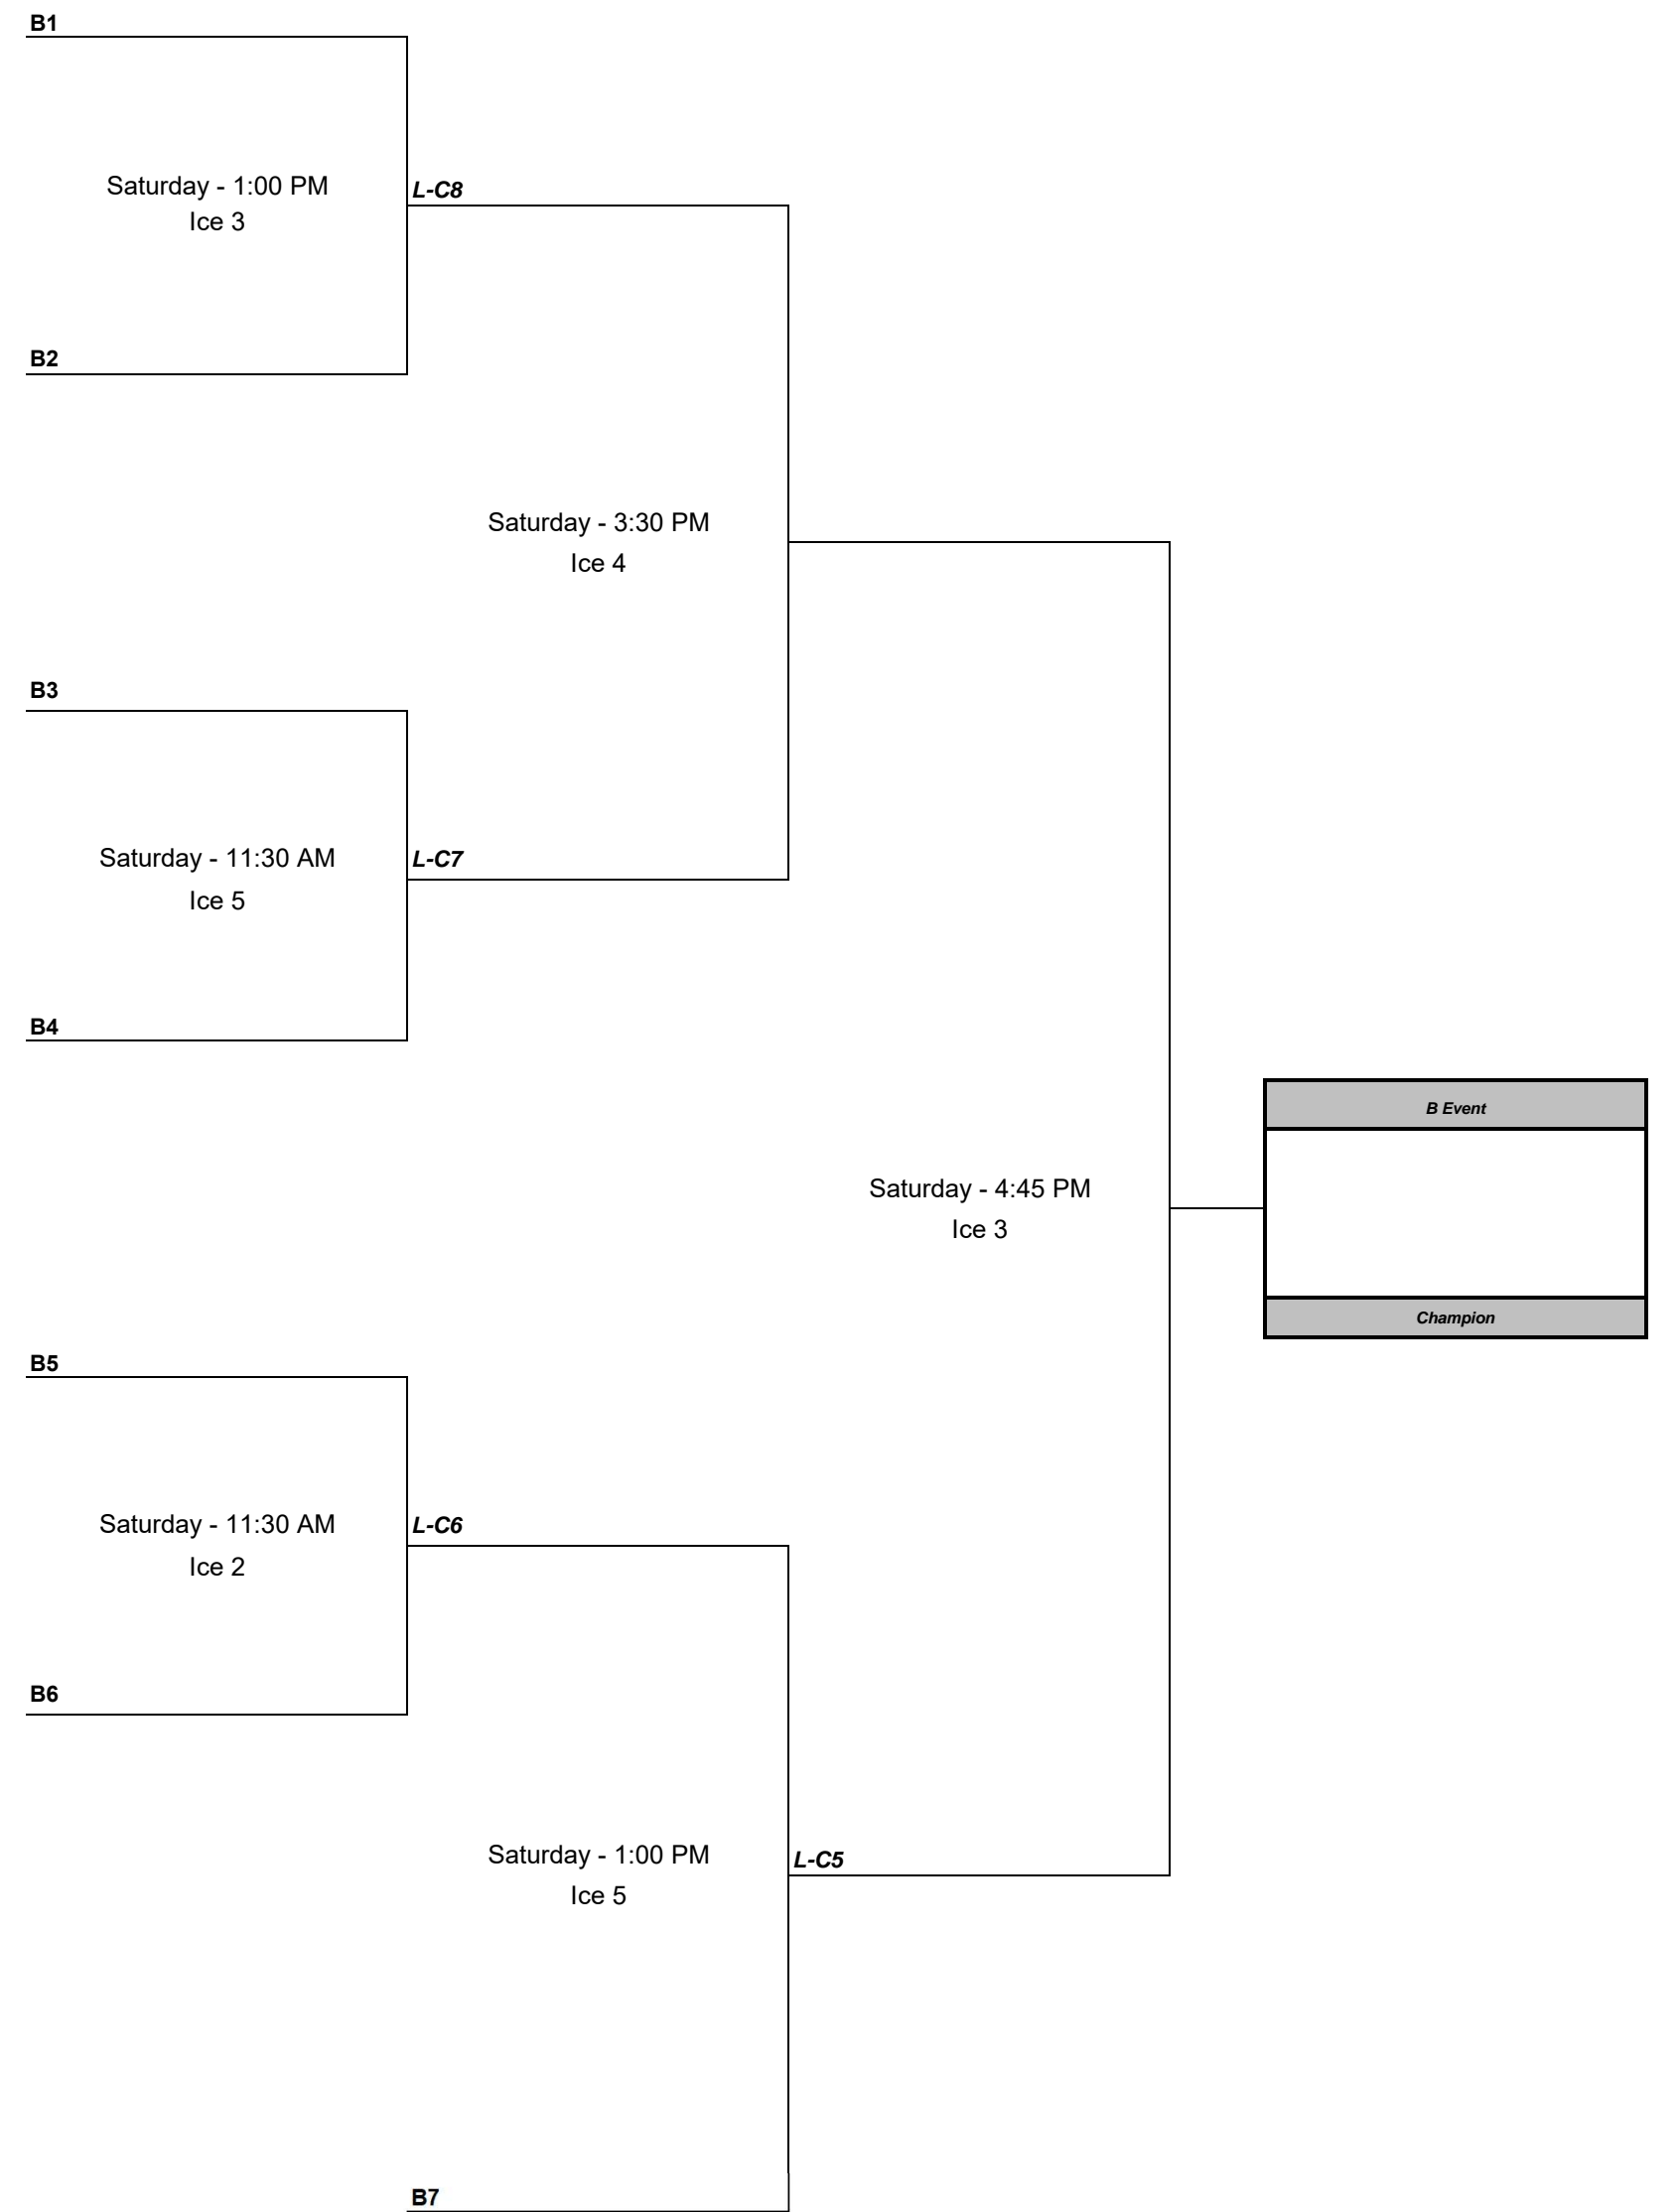 B1
Saturday - 1:00 PM
Ice 3
L-C8
B2
Saturday - 3:30 PM
Ice 4
B3
Saturday - 11:30 AM
Ice 5
L-C7
B4
B Event
Saturday - 4:45 PM
Ice 3
Champion
B5
Saturday - 11:30 AM
Ice 2
L-C6
B6
Saturday - 1:00 PM
Ice 5
L-C5
B7